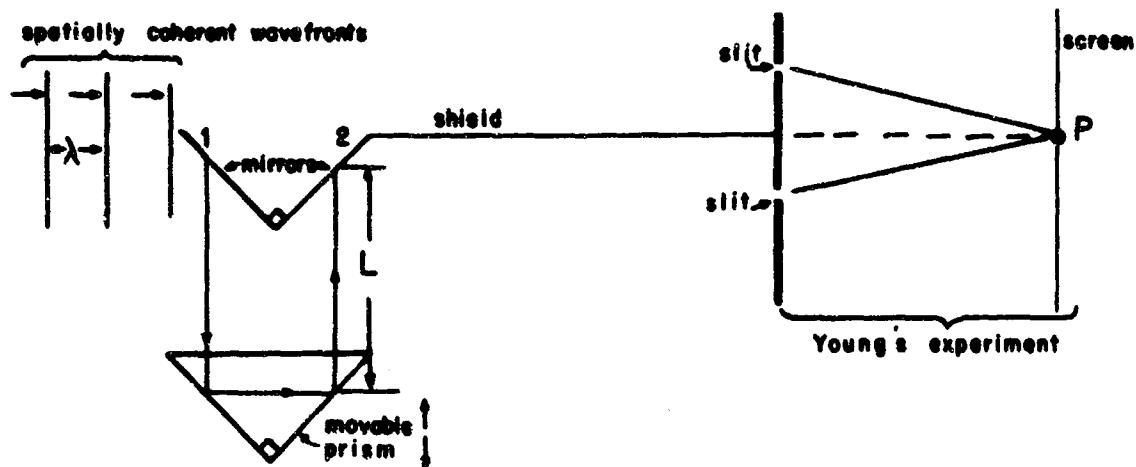 spatially coherent wavefronts
λ
1
2
mirrors
shield
L
movable
prism
slit
slit
screen
P
Young's experiment